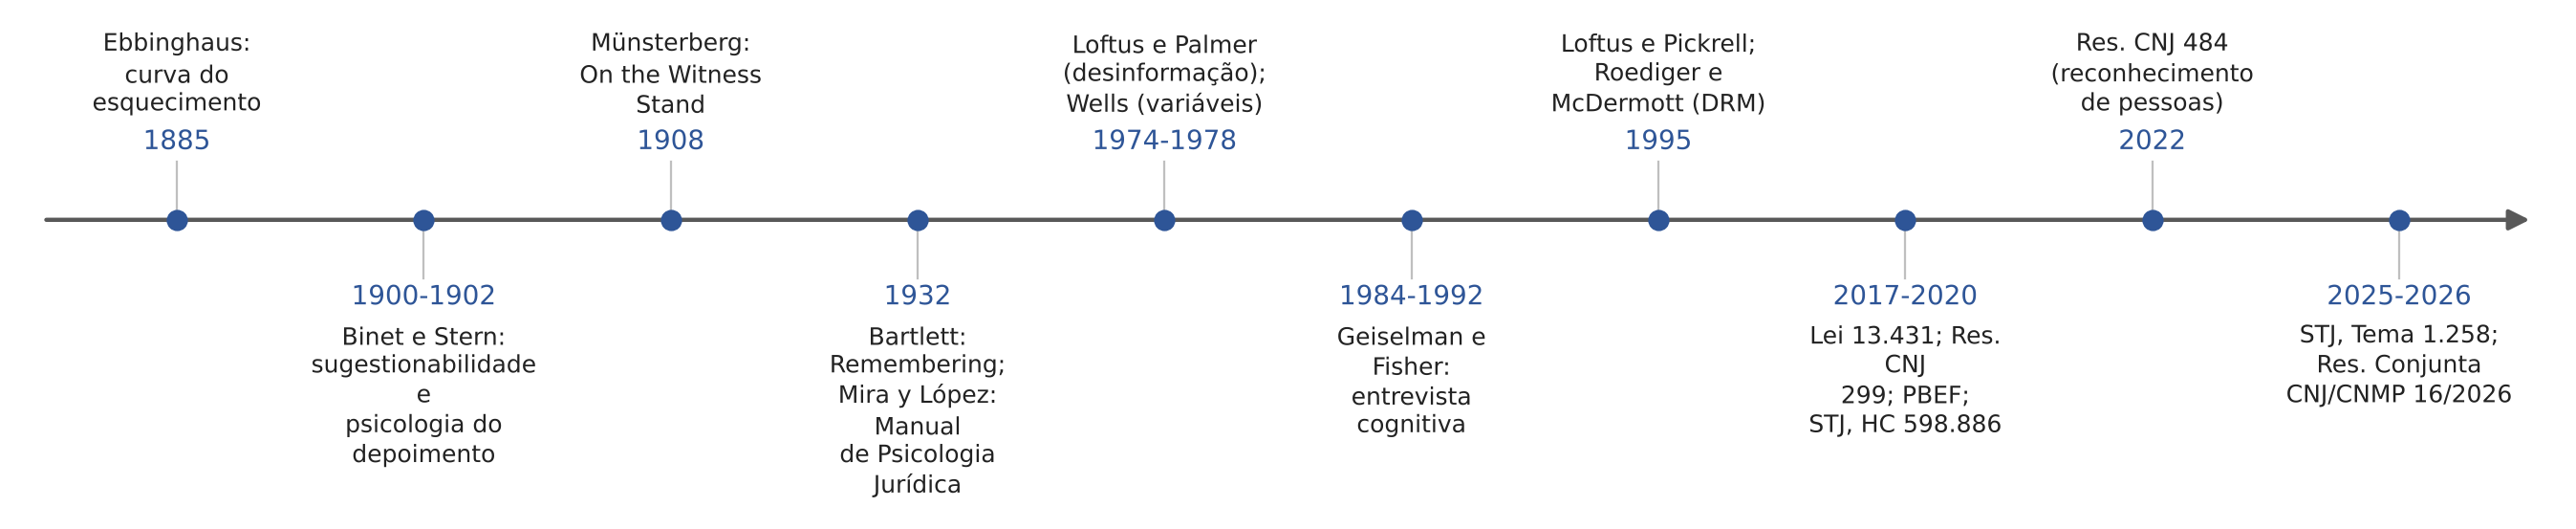 Ebbinghaus:
curva do
esquecimento
1885
1900-1902
Binet e Stern:
sugestionabilidade
e
psicologia do
depoimento
Münsterberg:
On the Witness
Stand
1908
1932
Bartlett:
Remembering;
Mira y López:
Manual
de Psicologia
Jurídica
Loftus e Palmer
(desinformação);
Wells (variáveis)
1974-1978
1984-1992
Geiselman e
Fisher:
entrevista
cognitiva
Loftus e Pickrell;
Roediger e
McDermott (DRM)
1995
2017-2020
Lei 13.431; Res.
CNJ
299; PBEF;
STJ, HC 598.886
Res. CNJ 484
(reconhecimento
de pessoas)
2022
2025-2026
STJ, Tema 1.258;
Res. Conjunta
CNJ/CNMP 16/2026